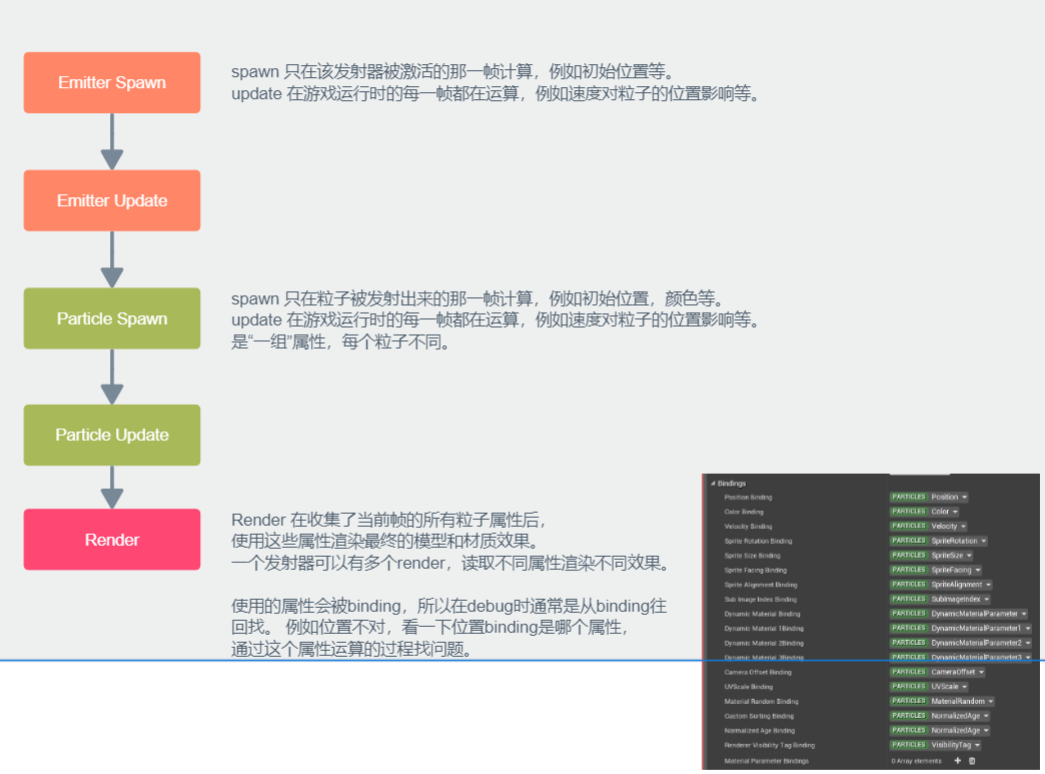 Emitter Spawn
spawn 只在该发射器被激活的那一帧计算，例如初始位置等。
update 在游戏运行时的每一帧都在运算，例如速度对粒子的位置影响等。
Emitter Update
Particle Spawn
spawn 只在粒子被发射出来的那一帧计算，例如初始位置，颜色等。
update 在游戏运行时的每一帧都在运算，例如速度对粒子的位置影响等。
是“一组”属性，每个粒子不同。
Particle Update
Render
Render 在收集了当前帧的所有粒子属性后，
使用这些属性渲染最终的模型和材质效果。
一个发射器可以有多个render，读取不同属性渲染不同效果。
使用的属性会被binding，所以在debug时通常是从binding往
回找。 例如位置不对，看一下位置binding是哪个属性，
通过这个属性运算的过程找问题。
Bindings
Position Binding PARTICLES Position
Color Binding PARTICLES Color
Velocity Binding PARTICLES Velocity
Sprite Rotation Binding PARTICLES SpriteRotation
Sprite Size Binding PARTICLES SpriteSize
Sprite Facing Binding PARTICLES SpriteFacing
Sprite Alignment Binding PARTICLES SpriteAlignment
Sub Image Index Binding PARTICLES SubImageIndex
Dynamic Material Binding PARTICLES DynamicMaterialParameter
Dynamic Material 1Binding PARTICLES DynamicMaterialParameter1
Dynamic Material 2Binding PARTICLES DynamicMaterialParameter2
Dynamic Material 3Binding PARTICLES DynamicMaterialParameter3
Camera Offset Binding PARTICLES CameraOffset
UVScale Binding PARTICLES UVScale
Material Random Binding PARTICLES MaterialRandom
Custom Sorting Binding PARTICLES NormalizedAge
Normalized Age Binding PARTICLES NormalizedAge
Renderer Visibility Tag Binding PARTICLES VisibilityTag
Material Parameter Bindings 0 Array elements